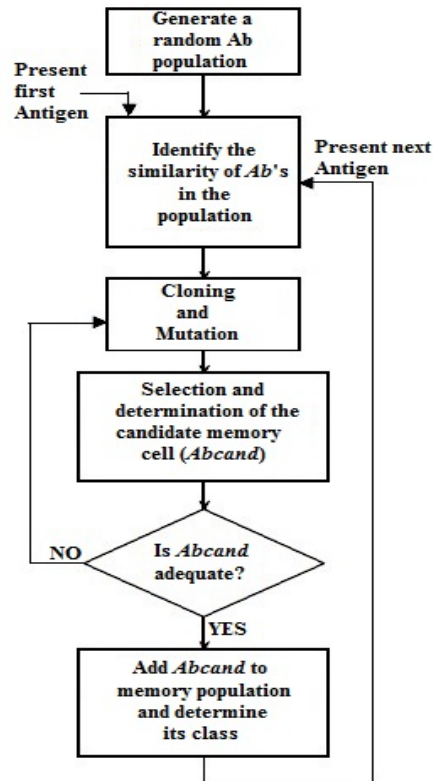 Generate a
random Ab
population
Present
first
Antigen
Identify the
similarity of Ab's
in the
population
Present next
Antigen
Cloning
and
Mutation
Selection and
determination of the
candidate memory
cell (Abcand)
NO
Is Abcand
adequate?
YES
Add Abcand to
memory population
and determine
its class